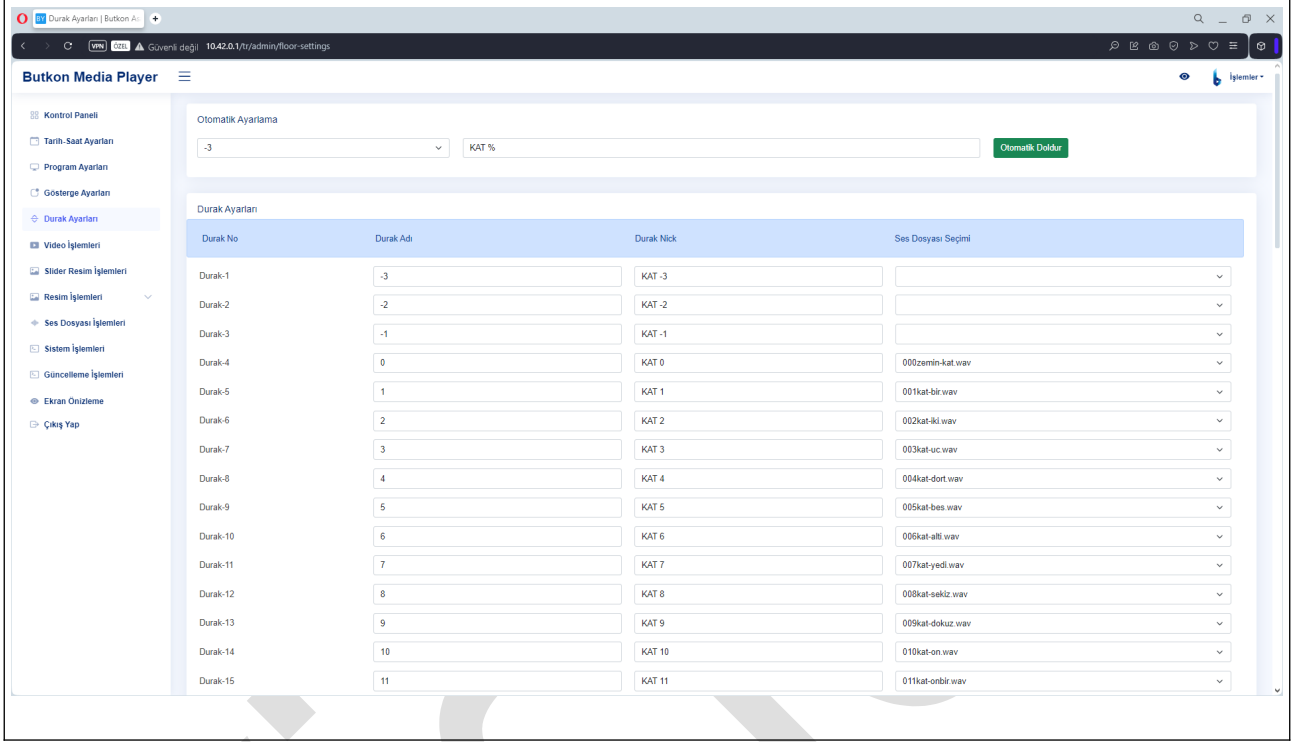 Durak Ayarları | Butkon As
VPN ÖZEL Güvenli değil 10.42.0.1/tr/admin/floor-settings
Butkon Media Player
İşlemler
Kontrol Paneli
Tarih-Saat Ayarları
Program Ayarları
Gösterge Ayarları
Durak Ayarları
Video İşlemleri
Slider Resim İşlemleri
Resim İşlemleri
Ses Dosyası İşlemleri
Sistem İşlemleri
Güncelleme İşlemleri
Ekran Önizleme
Çıkış Yap
Otomatik Ayarlama
-3 KAT % Otomatik Doldur
Durak Ayarları
Durak No Durak Adı Durak Nick Ses Dosyası Seçimi
Durak-1 -3 KAT -3
Durak-2 -2 KAT -2
Durak-3 -1 KAT -1
Durak-4 0 KAT 0 000zemin-kat.wav
Durak-5 1 KAT 1 001kat-bir.wav
Durak-6 2 KAT 2 002kat-iki.wav
Durak-7 3 KAT 3 003kat-uc.wav
Durak-8 4 KAT 4 004kat-dort.wav
Durak-9 5 KAT 5 005kat-bes.wav
Durak-10 6 KAT 6 006kat-alti.wav
Durak-11 7 KAT 7 007kat-yedi.wav
Durak-12 8 KAT 8 008kat-sekiz.wav
Durak-13 9 KAT 9 009kat-dokuz.wav
Durak-14 10 KAT 10 010kat-on.wav
Durak-15 11 KAT 11 011kat-onbir.wav